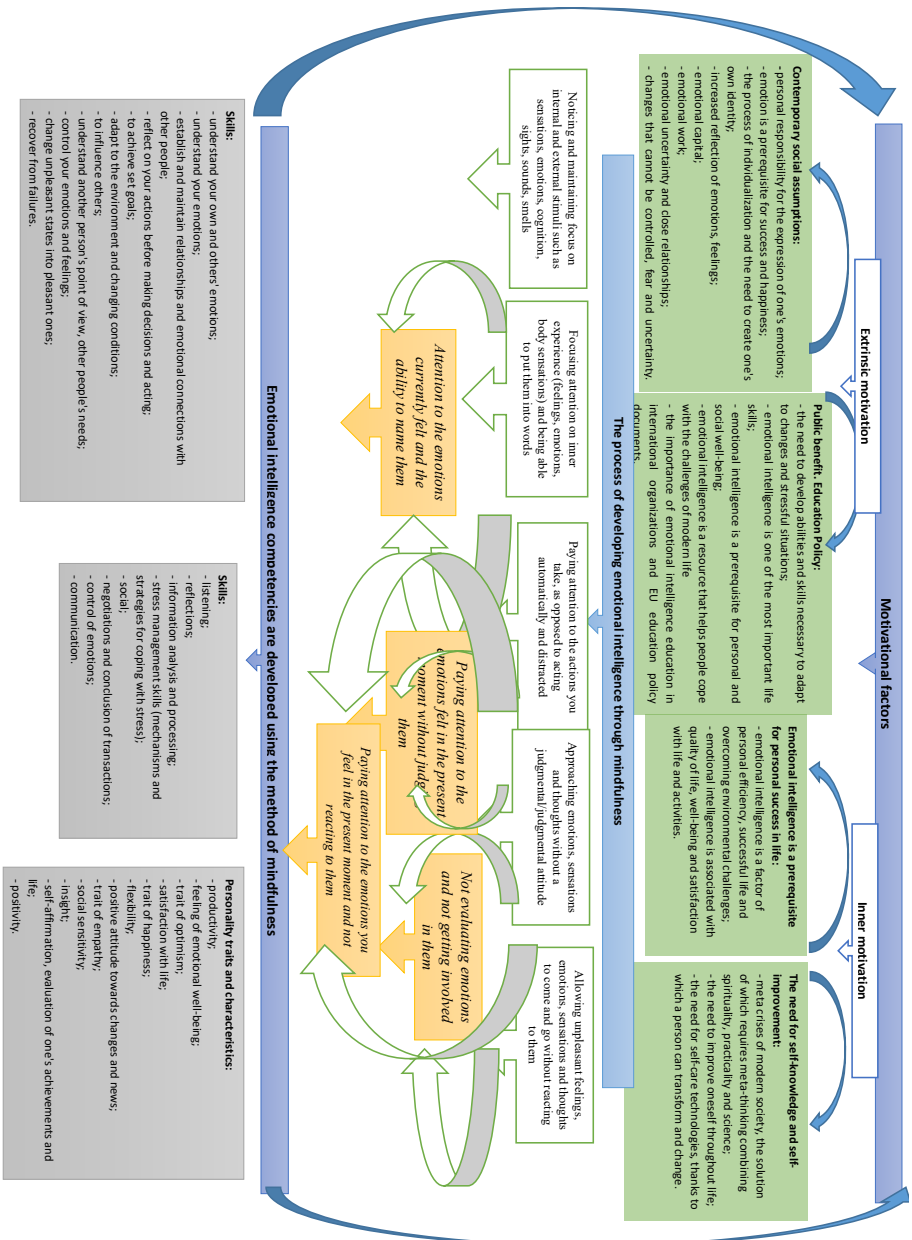 Motivational factors
Extrinsic motivation
Inner motivation
Contemporary social assumptions:
- personal responsibility for the expression of one's emotions;
- emotion is a prerequisite for success and happiness;
- the process of individualization and the need to create one's
own identity;
- increased reflection of emotions, feelings;
- emotional capital;
- emotional work;
- emotional uncertainty and close relationships;
- changes that cannot be controlled, fear and uncertainty.
Public benefit. Education Policy:
- the need to develop abilities and skills necessary to adapt
to changes and stressful situations;
- emotional intelligence is one of the most important life
skills;
- emotional intelligence is a prerequisite for personal and
social well-being;
- emotional intelligence is a resource that helps people cope
with the challenges of modern life
- the importance of emotional intelligence education in
international organizations and EU education policy
documents.
Emotional intelligence is a prerequisite
for personal success in life:
- emotional intelligence is a factor of
personal efficiency, successful life and
overcoming environmental challenges;
- emotional intelligence is associated with
quality of life, well-being and satisfaction
with life and activities.
The need for self-knowledge and self-
improvement:
- meta crises of modern society, the solution
of which requires meta-thinking combining
spirituality, practicality and science;
- the need to improve oneself throughout life;
- the need for self-care technologies, thanks to
which a person can transform and change.
The process of developing emotional intelligence through mindfulness
Noticing and maintaining focus on
internal and external stimuli such as
sensations, emotions, cognition,
sights, sounds, smells
Focusing attention on inner
experience (feelings, emotions,
body sensations) and being able
to put them into words
Paying attention to the actions you
take, as opposed to acting
automatically and distracted
Approaching emotions, sensations
and thoughts without a
judgmental/judgmental attitude
Allowing unpleasant feelings,
emotions, sensations and thoughts
to come and go without reacting
to them
Attention to the emotions
currently felt and the
ability to name them
Paying attention to the
emotions felt in the present
moment without judg
them
Not evaluating emotions
and not getting involved
in them
Paying attention to the emotions you
feel in the present moment and not
reacting to them
Emotional intelligence competencies are developed using the method of mindfulness
Skills:
- understand your own and others' emotions;
- understand your emotions;
- establish and maintain relationships and emotional connections with
other people;
- reflect on your actions before making decisions and acting;
- to achieve set goals;
- adapt to the environment and changing conditions;
- to influence others;
- understand another person's point of view, other people's needs;
- control your emotions and feelings;
- change unpleasant states into pleasant ones;
- recover from failures.
Skills:
- listening;
- reflections;
- information analysis and processing;
- stress management skills (mechanisms and
strategies for coping with stress);
- social;
- negotiations and conclusion of transactions;
- control of emotions;
- communication.
Personality traits and characteristics:
- productivity;
- feeling of emotional well-being;
- trait of optimism;
- satisfaction with life;
- trait of happiness;
- flexibility;
- positive attitude towards changes and news;
- trait of empathy;
- social sensitivity;
- insight;
- self-affirmation, evaluation of one's achievements and
life;
- positivity.